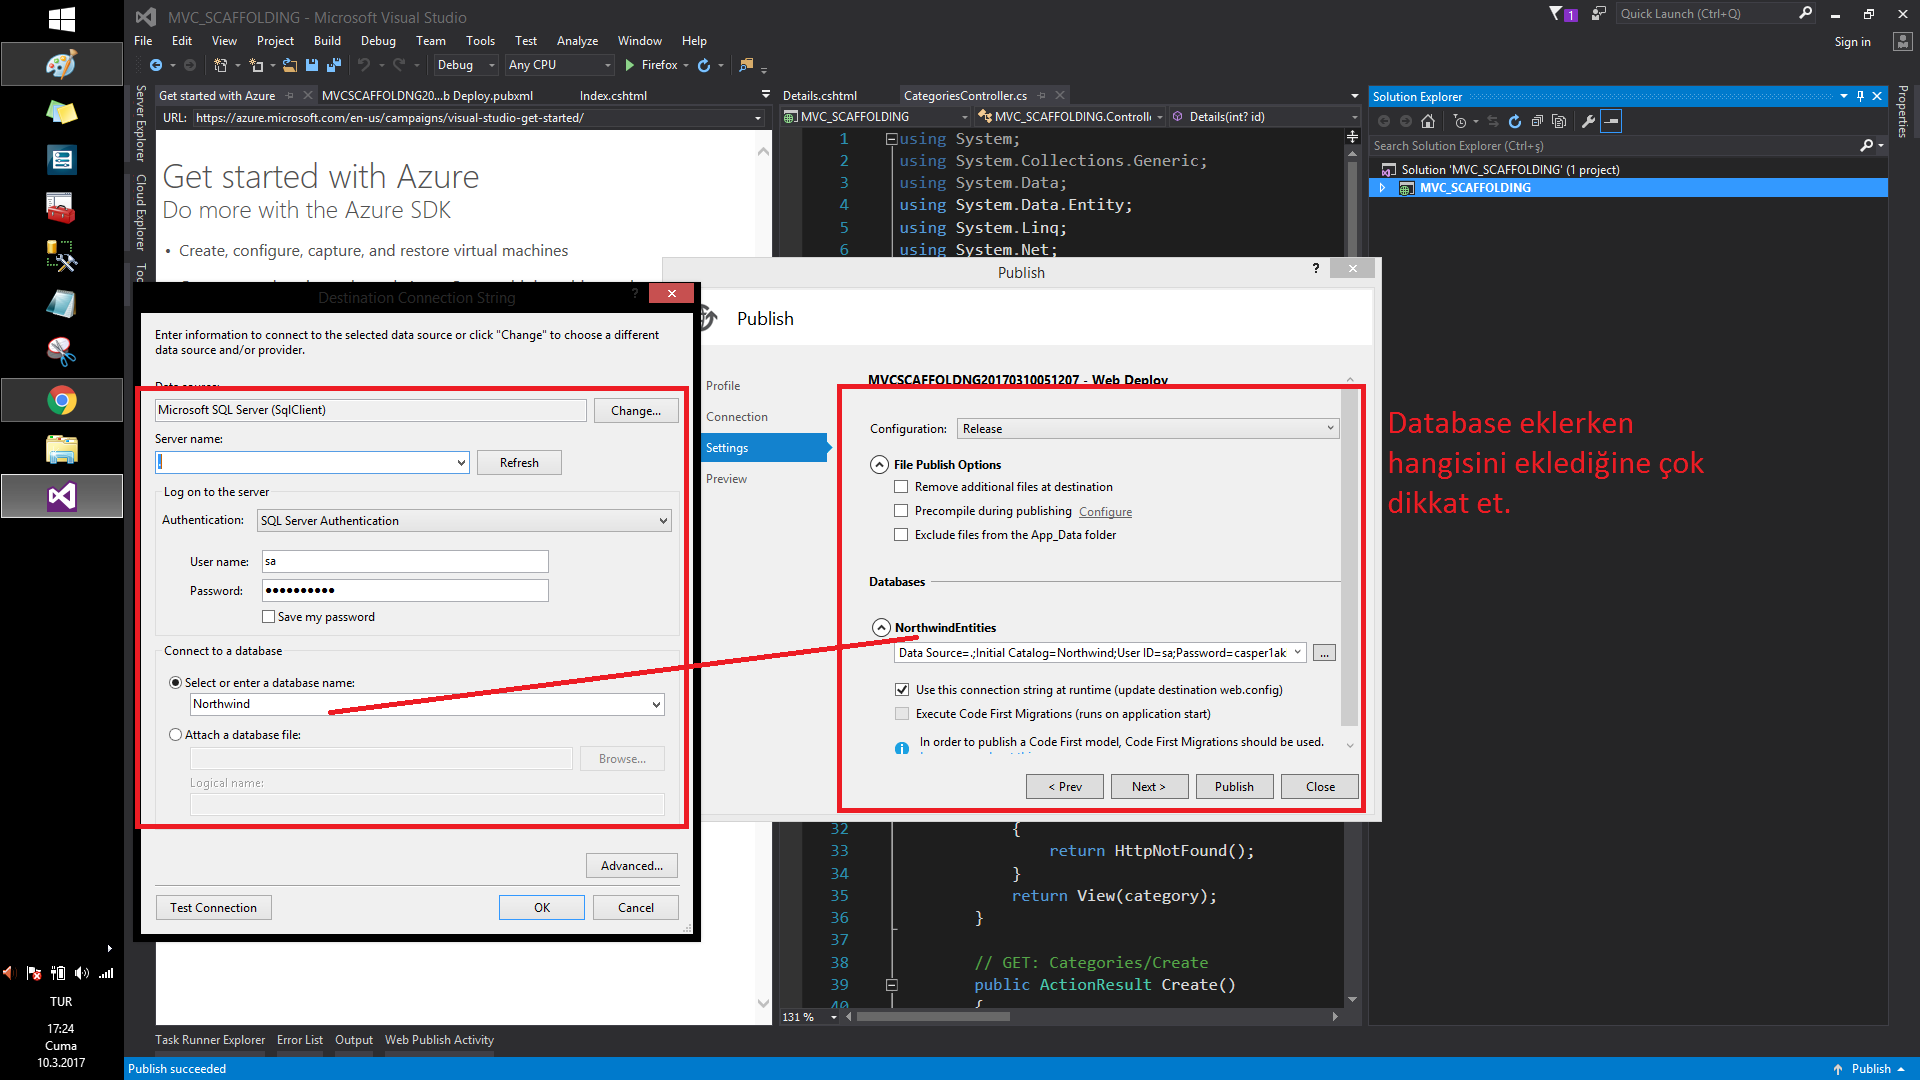 MVC_SCAFFOLDING - Microsoft Visual Studio
1
Quick Launch (Ctrl+Q)
File Edit View Project Build Debug Team Tools Test Analyze Window Help
Sign in
Debug Any CPU Firefox
Server Explorer
Cloud Explorer
Get started with Azure MVCSCAFFOLDNG20...b Deploy.pubxml Index.cshtml
URL: https://azure.microsoft.com/en-us/campaigns/visual-studio-get-started/
Get started with Azure
Do more with the Azure SDK
• Create, configure, capture, and restore virtual machines
Details.cshtml CategoriesController.cs
MVC_SCAFFOLDING MVC_SCAFFOLDING.Controlle Details(int? id)
1 using System;
2 using System.Collections.Generic;
3 using System.Data;
4 using System.Data.Entity;
5 using System.Linq;
6 using System.Net;
Solution Explorer
Search Solution Explorer (Ctrl+ş)
Solution 'MVC_SCAFFOLDING' (1 project)
MVC_SCAFFOLDING
Properties
Destination Connection String
?
Enter information to connect to the selected data source or click "Change" to choose a different
data source and/or provider.
Data source:
Microsoft SQL Server (SqlClient)
Change...
Server name:
.
Refresh
Log on to the server
Authentication: SQL Server Authentication
User name: sa
Password: ●●●●●●●●●●
Save my password
Connect to a database
Select or enter a database name:
Northwind
Attach a database file:
Browse...
Logical name:
Advanced...
Test Connection OK Cancel
Publish
?
Publish
Profile
Connection
Settings
Preview
MVCSCAFFOLDNG20170310051207 - Web Deploy
Configuration: Release
File Publish Options
Remove additional files at destination
Precompile during publishing Configure
Exclude files from the App_Data folder
Databases
NorthwindEntities
Data Source=.;Initial Catalog=Northwind;User ID=sa;Password=casper1ak
...
Use this connection string at runtime (update destination web.config)
Execute Code First Migrations (runs on application start)
In order to publish a Code First model, Code First Migrations should be used.
< Prev Next > Publish Close
Database eklerken
hangisini eklediğine çok
dikkat et.
32 {
33 return HttpNotFound();
34 }
35 return View(category);
36 }
37
38 // GET: Categories/Create
39 public ActionResult Create()
40 {
131 %
Task Runner Explorer Error List Output Web Publish Activity
Publish succeeded
Publish
TUR
17:24
Cuma
10.3.2017